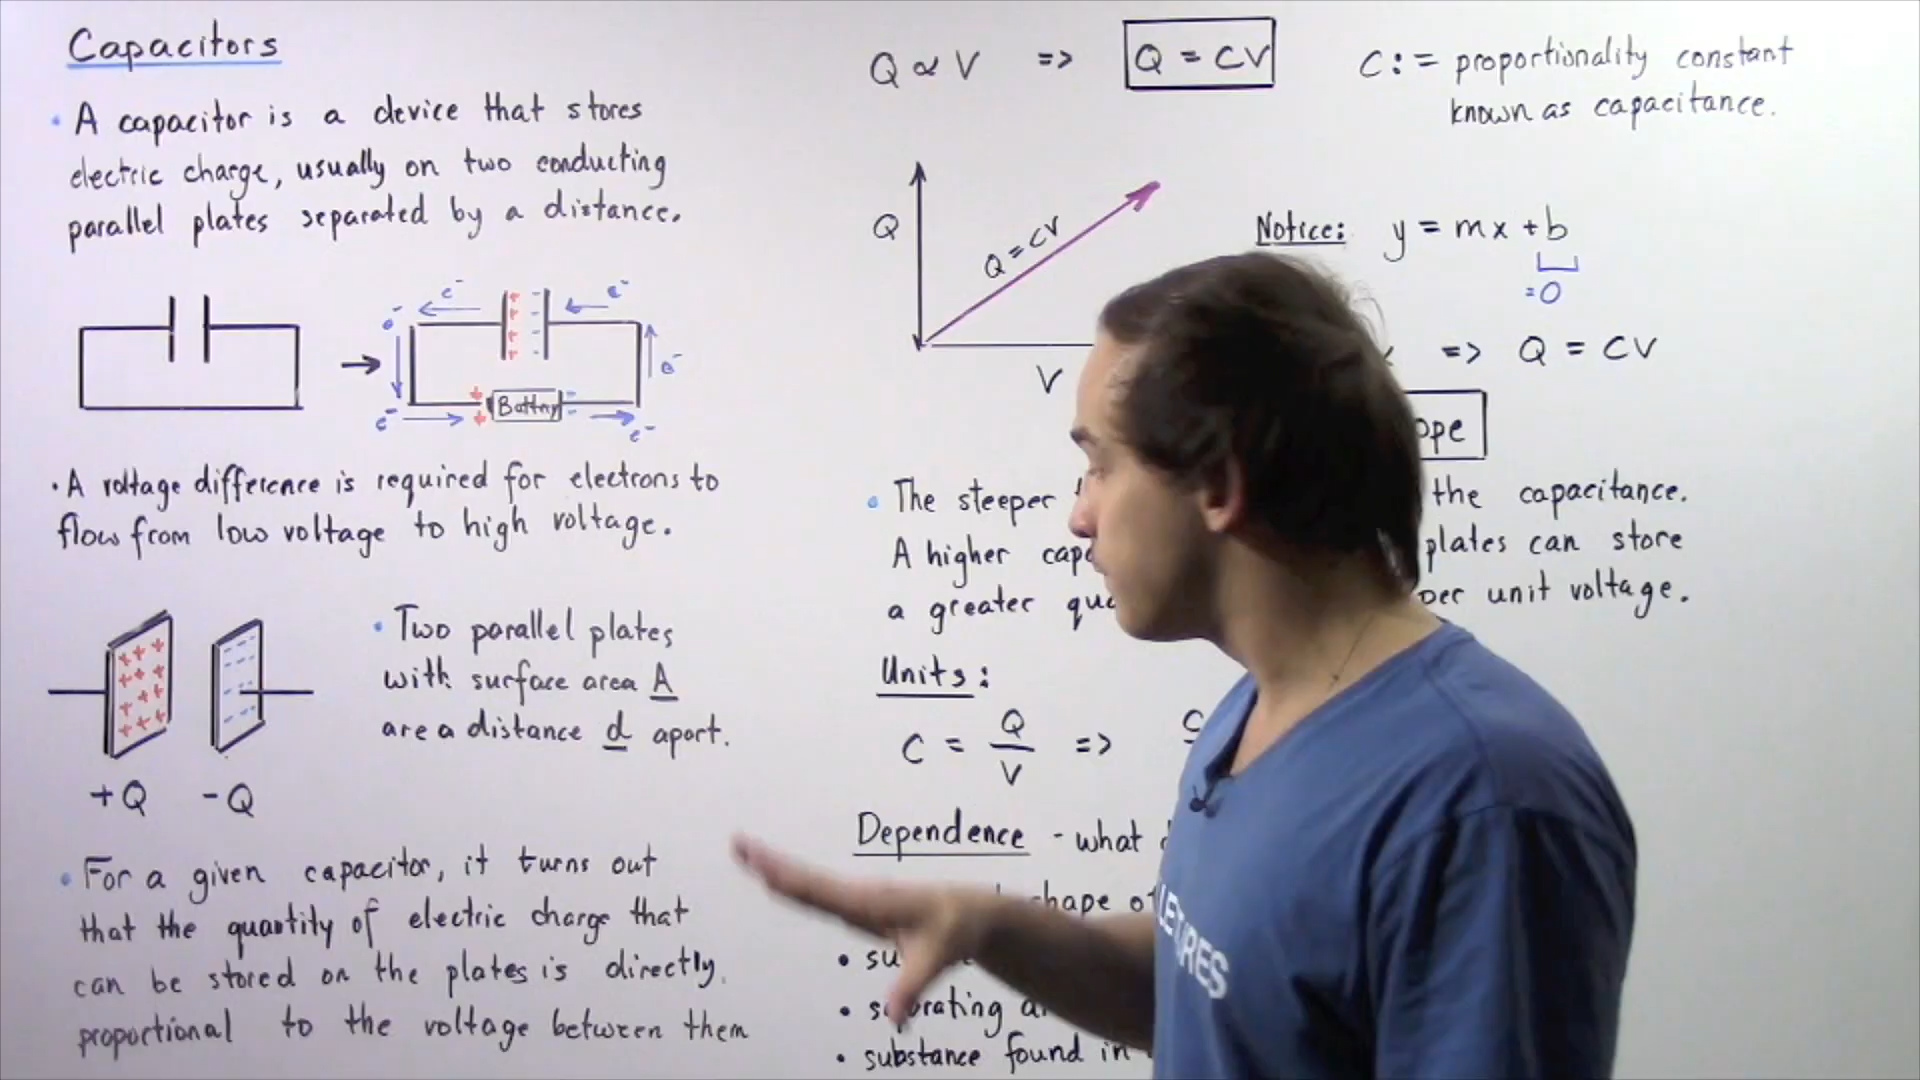 Capacitors
• A capacitor is a device that stores
electric charge, usually on two conducting
parallel plates separated by a distance.
e⁻ e⁻
+ -
+ -
+ -
+ -
e⁻ e⁻
+ Battery -
+ -
e⁻ e⁻
• A voltage difference is required for electrons to
flow from low voltage to high voltage.
+ + +
+ + +
+ + +
+ + +
+Q -Q
• Two parallel plates
with surface area A
are a distance d apart.
• For a given capacitor, it turns out
that the quantity of electric charge that
can be stored on the plates is directly
proportional to the voltage between them
Q ∝ V => Q = CV
C := proportionality constant
known as capacitance.
Q
Q = CV
V
Notice: y = mx + b
= 0
=> Q = CV
• The steeper the capacitance.
A higher plates can store
a greater per unit voltage.
Units:
C = Q/V =>
Dependence - what
shape
• separating
• substance found in
LECTURES